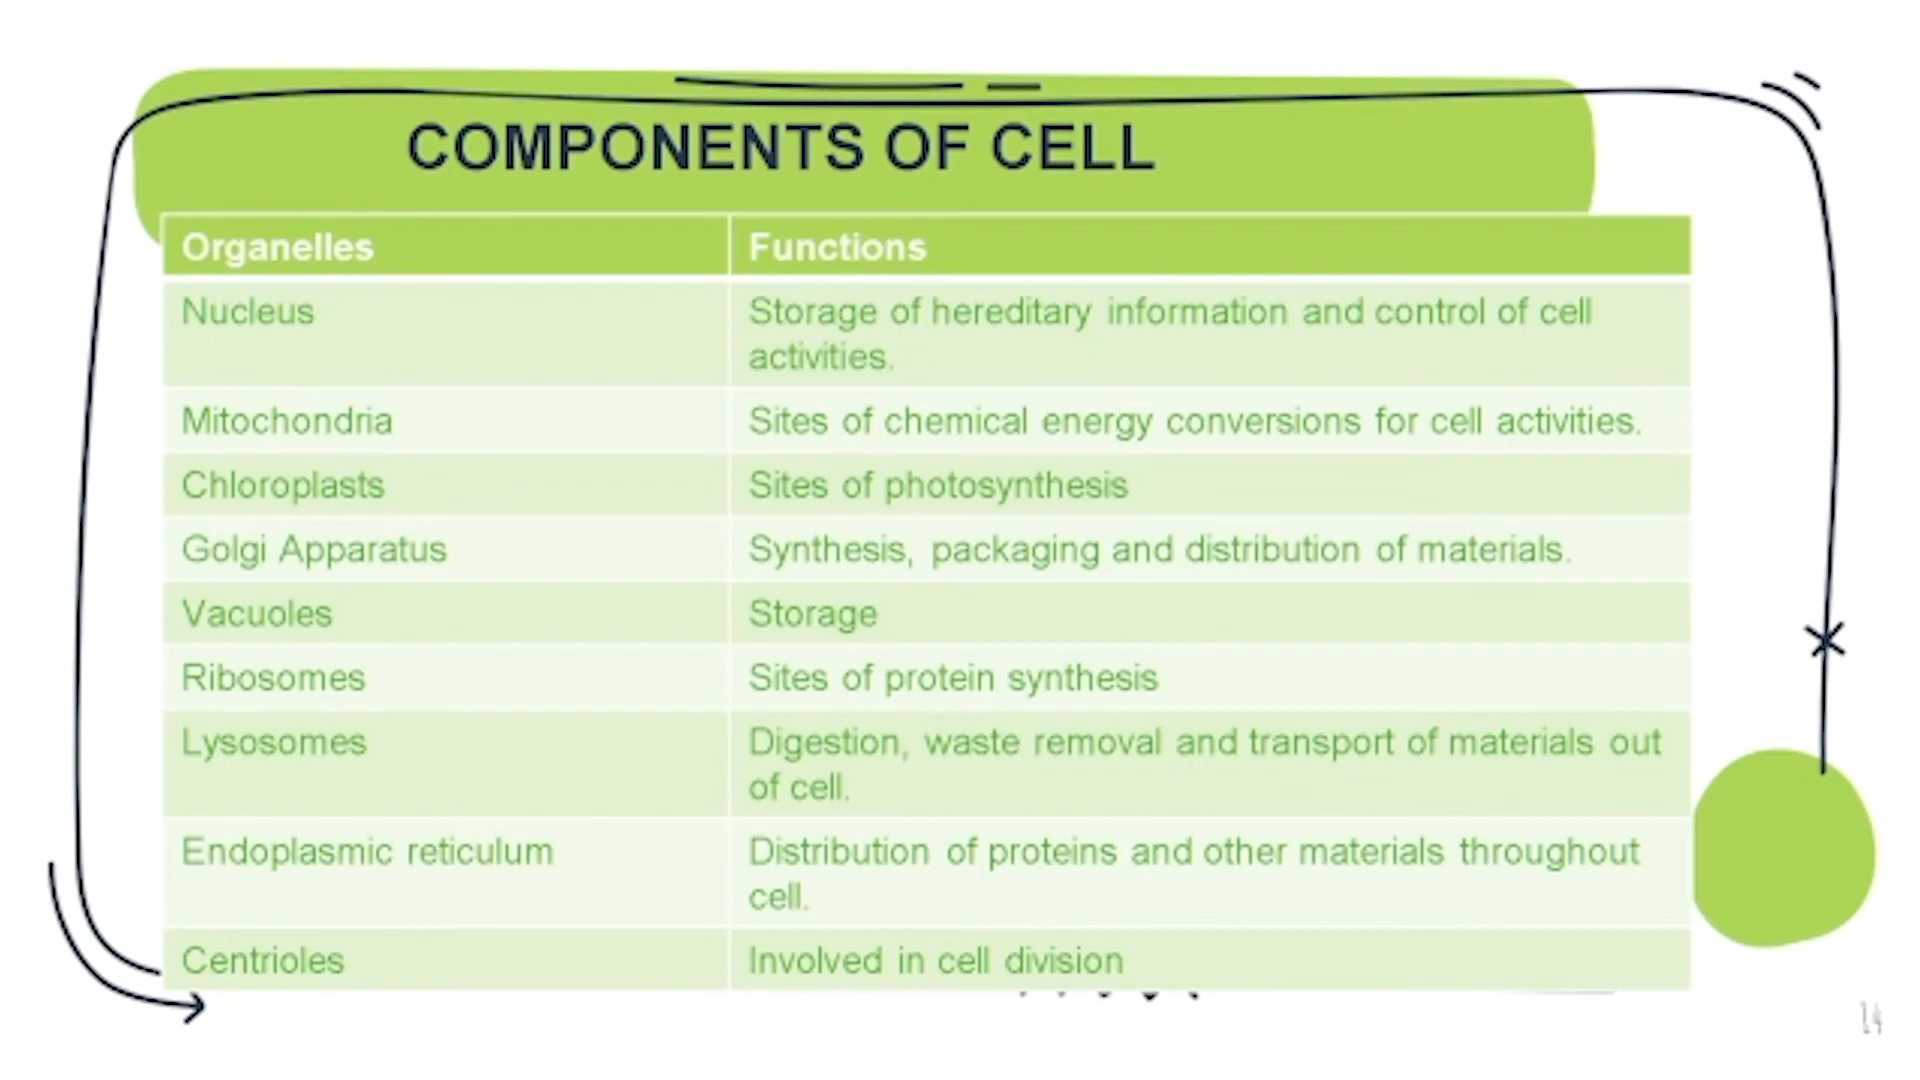 COMPONENTS OF CELL
Organelles
Functions
Nucleus
Storage of hereditary information and control of cell
activities.
Mitochondria
Sites of chemical energy conversions for cell activities.
Chloroplasts
Sites of photosynthesis
Golgi Apparatus
Synthesis, packaging and distribution of materials.
Vacuoles
Storage
Ribosomes
Sites of protein synthesis
Lysosomes
Digestion, waste removal and transport of materials out
of cell.
Endoplasmic reticulum
Distribution of proteins and other materials throughout
cell.
Centrioles
Involved in cell division
14